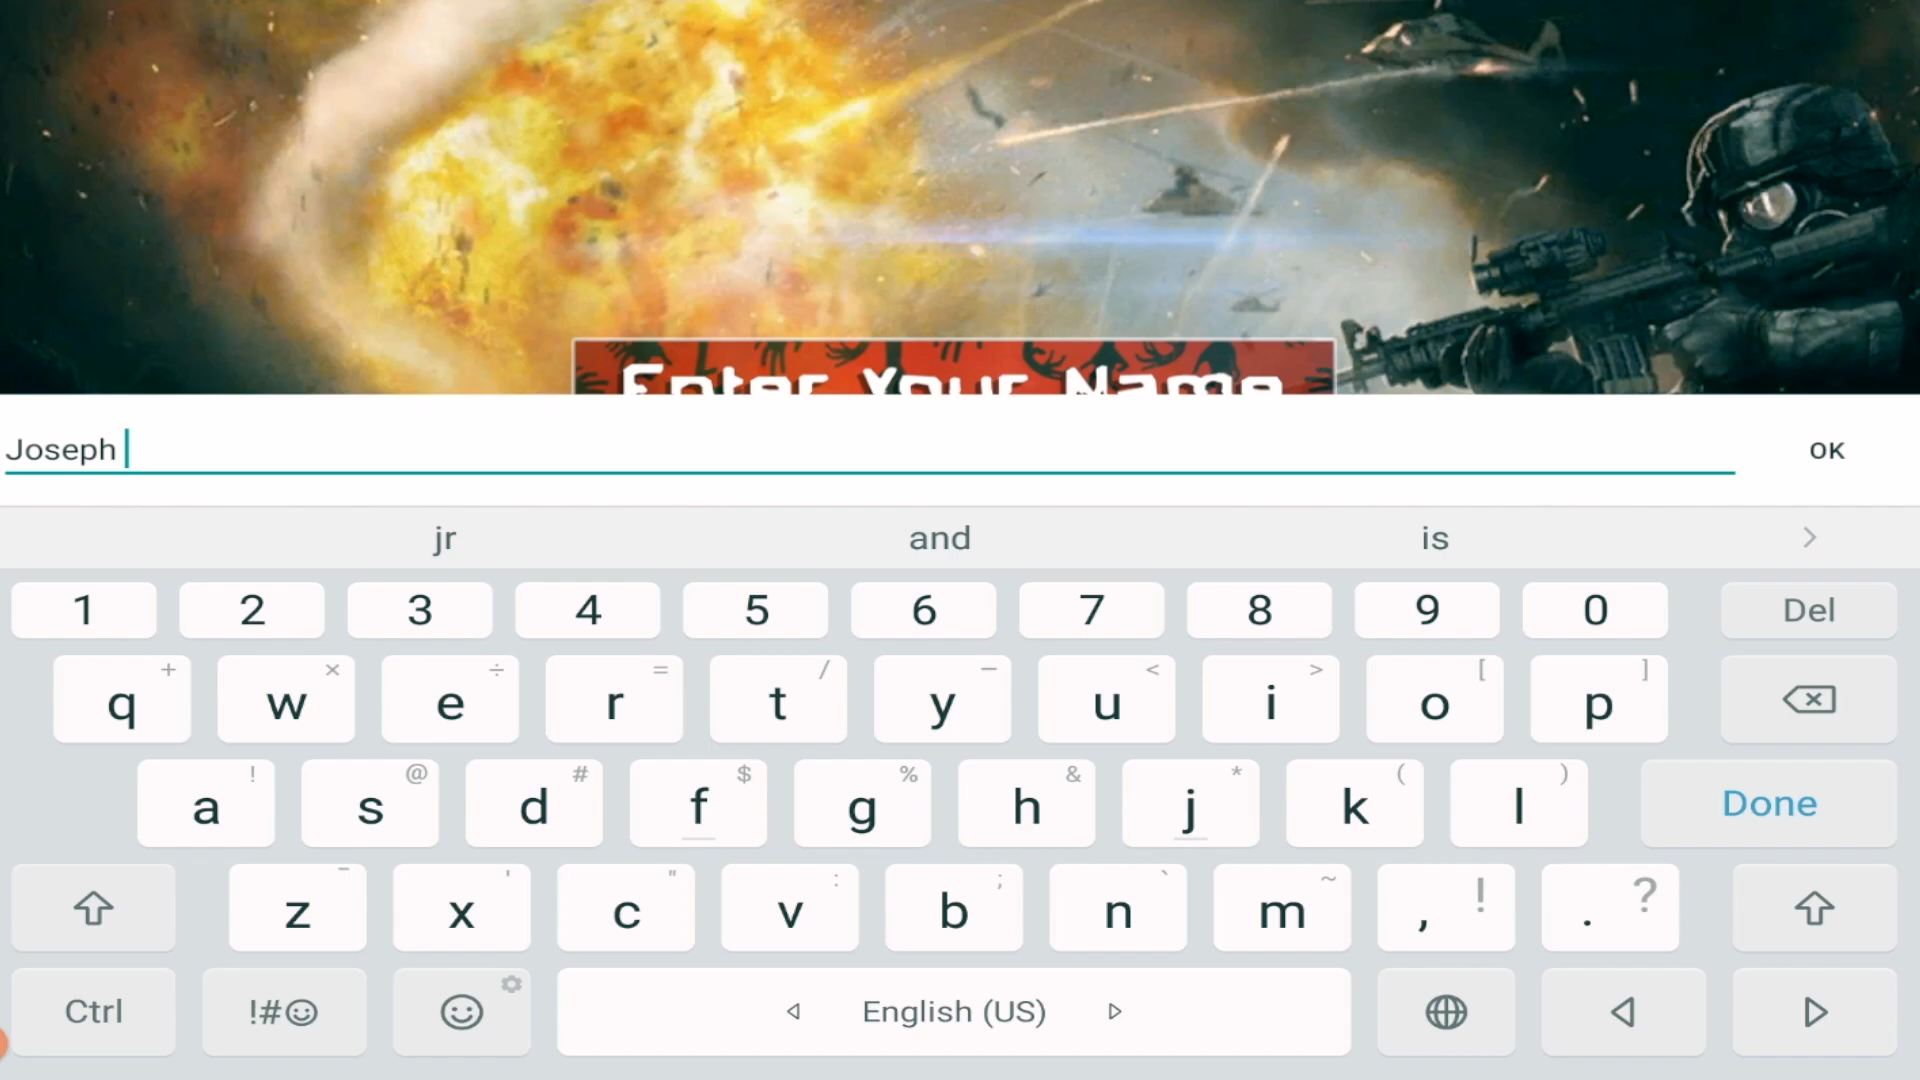 Enter Your Name
Joseph
OK
jr and is
1 2 3 4 5 6 7 8 9 0 Del
+ × ÷ = / − < > [ ]
q w e r t y u i o p
! @ # $ % & * ( )
a s d f g h j k l Done
¯ ' " : ; ` ~ ! ?
z x c v b n m , .
Ctrl !#☺ English (US)